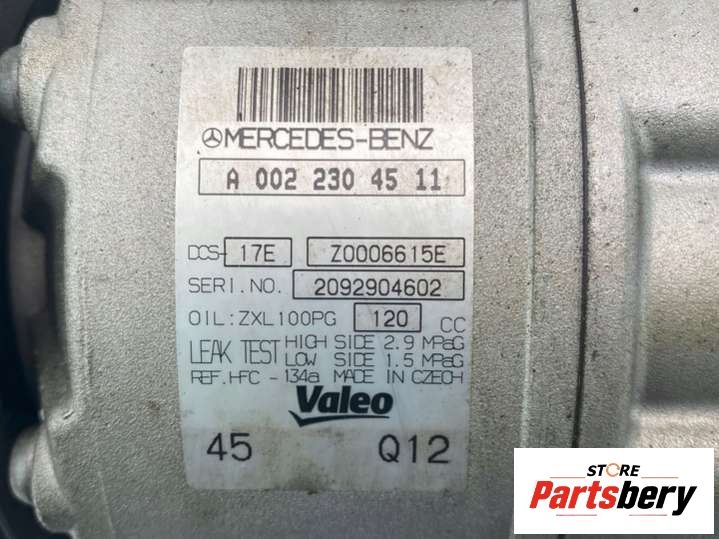 MERCEDES-BENZ
A 002 230 45 11
DCS- 17E Z0006615E
SERI.NO. 2092904602
OIL:ZXL100PG 120 CC
LEAK TEST HIGH SIDE 2.9 MPaG
LOW SIDE 1.5 MPaG
REF.HFC - 134a MADE IN CZECH
Valeo
45 Q12
STORE
Partsbery